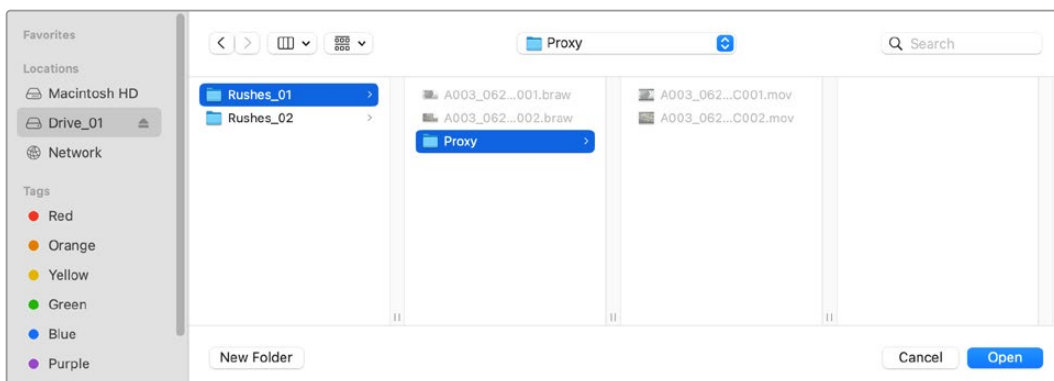 Favorites
Locations
Macintosh HD
Drive_01
Network
Tags
Red
Orange
Yellow
Green
Blue
Purple
Proxy
Search
Rushes_01
Rushes_02
A003_062...001.braw
A003_062...002.braw
Proxy
A003_062...C001.mov
A003_062...C002.mov
New Folder
Cancel
Open